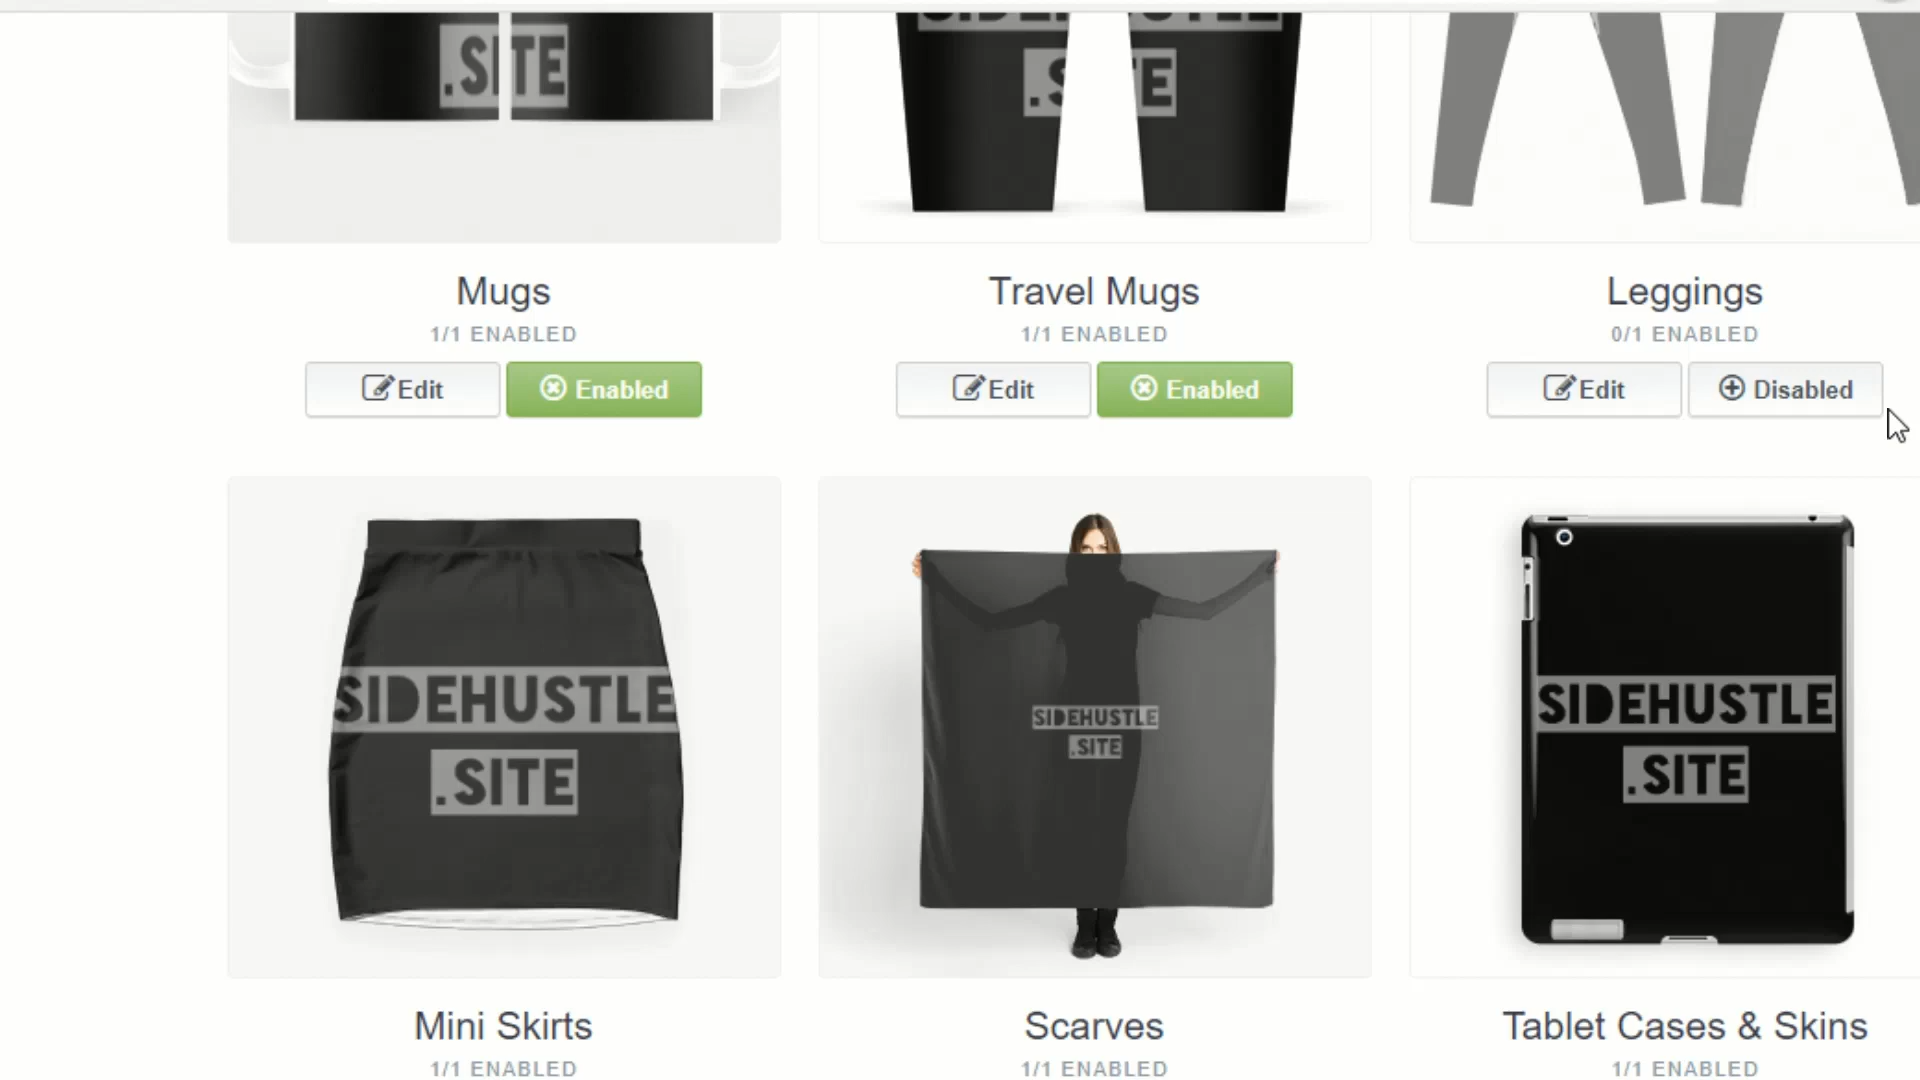 .SITE
.S E
Mugs
1/1 ENABLED
Edit
Enabled
Travel Mugs
1/1 ENABLED
Edit
Enabled
Leggings
0/1 ENABLED
Edit
Disabled
SIDEHUSTLE
.SITE
SIDEHUSTLE
.SITE
SIDEHUSTLE
.SITE
Mini Skirts
1/1 ENABLED
Scarves
1/1 ENABLED
Tablet Cases & Skins
1/1 ENABLED